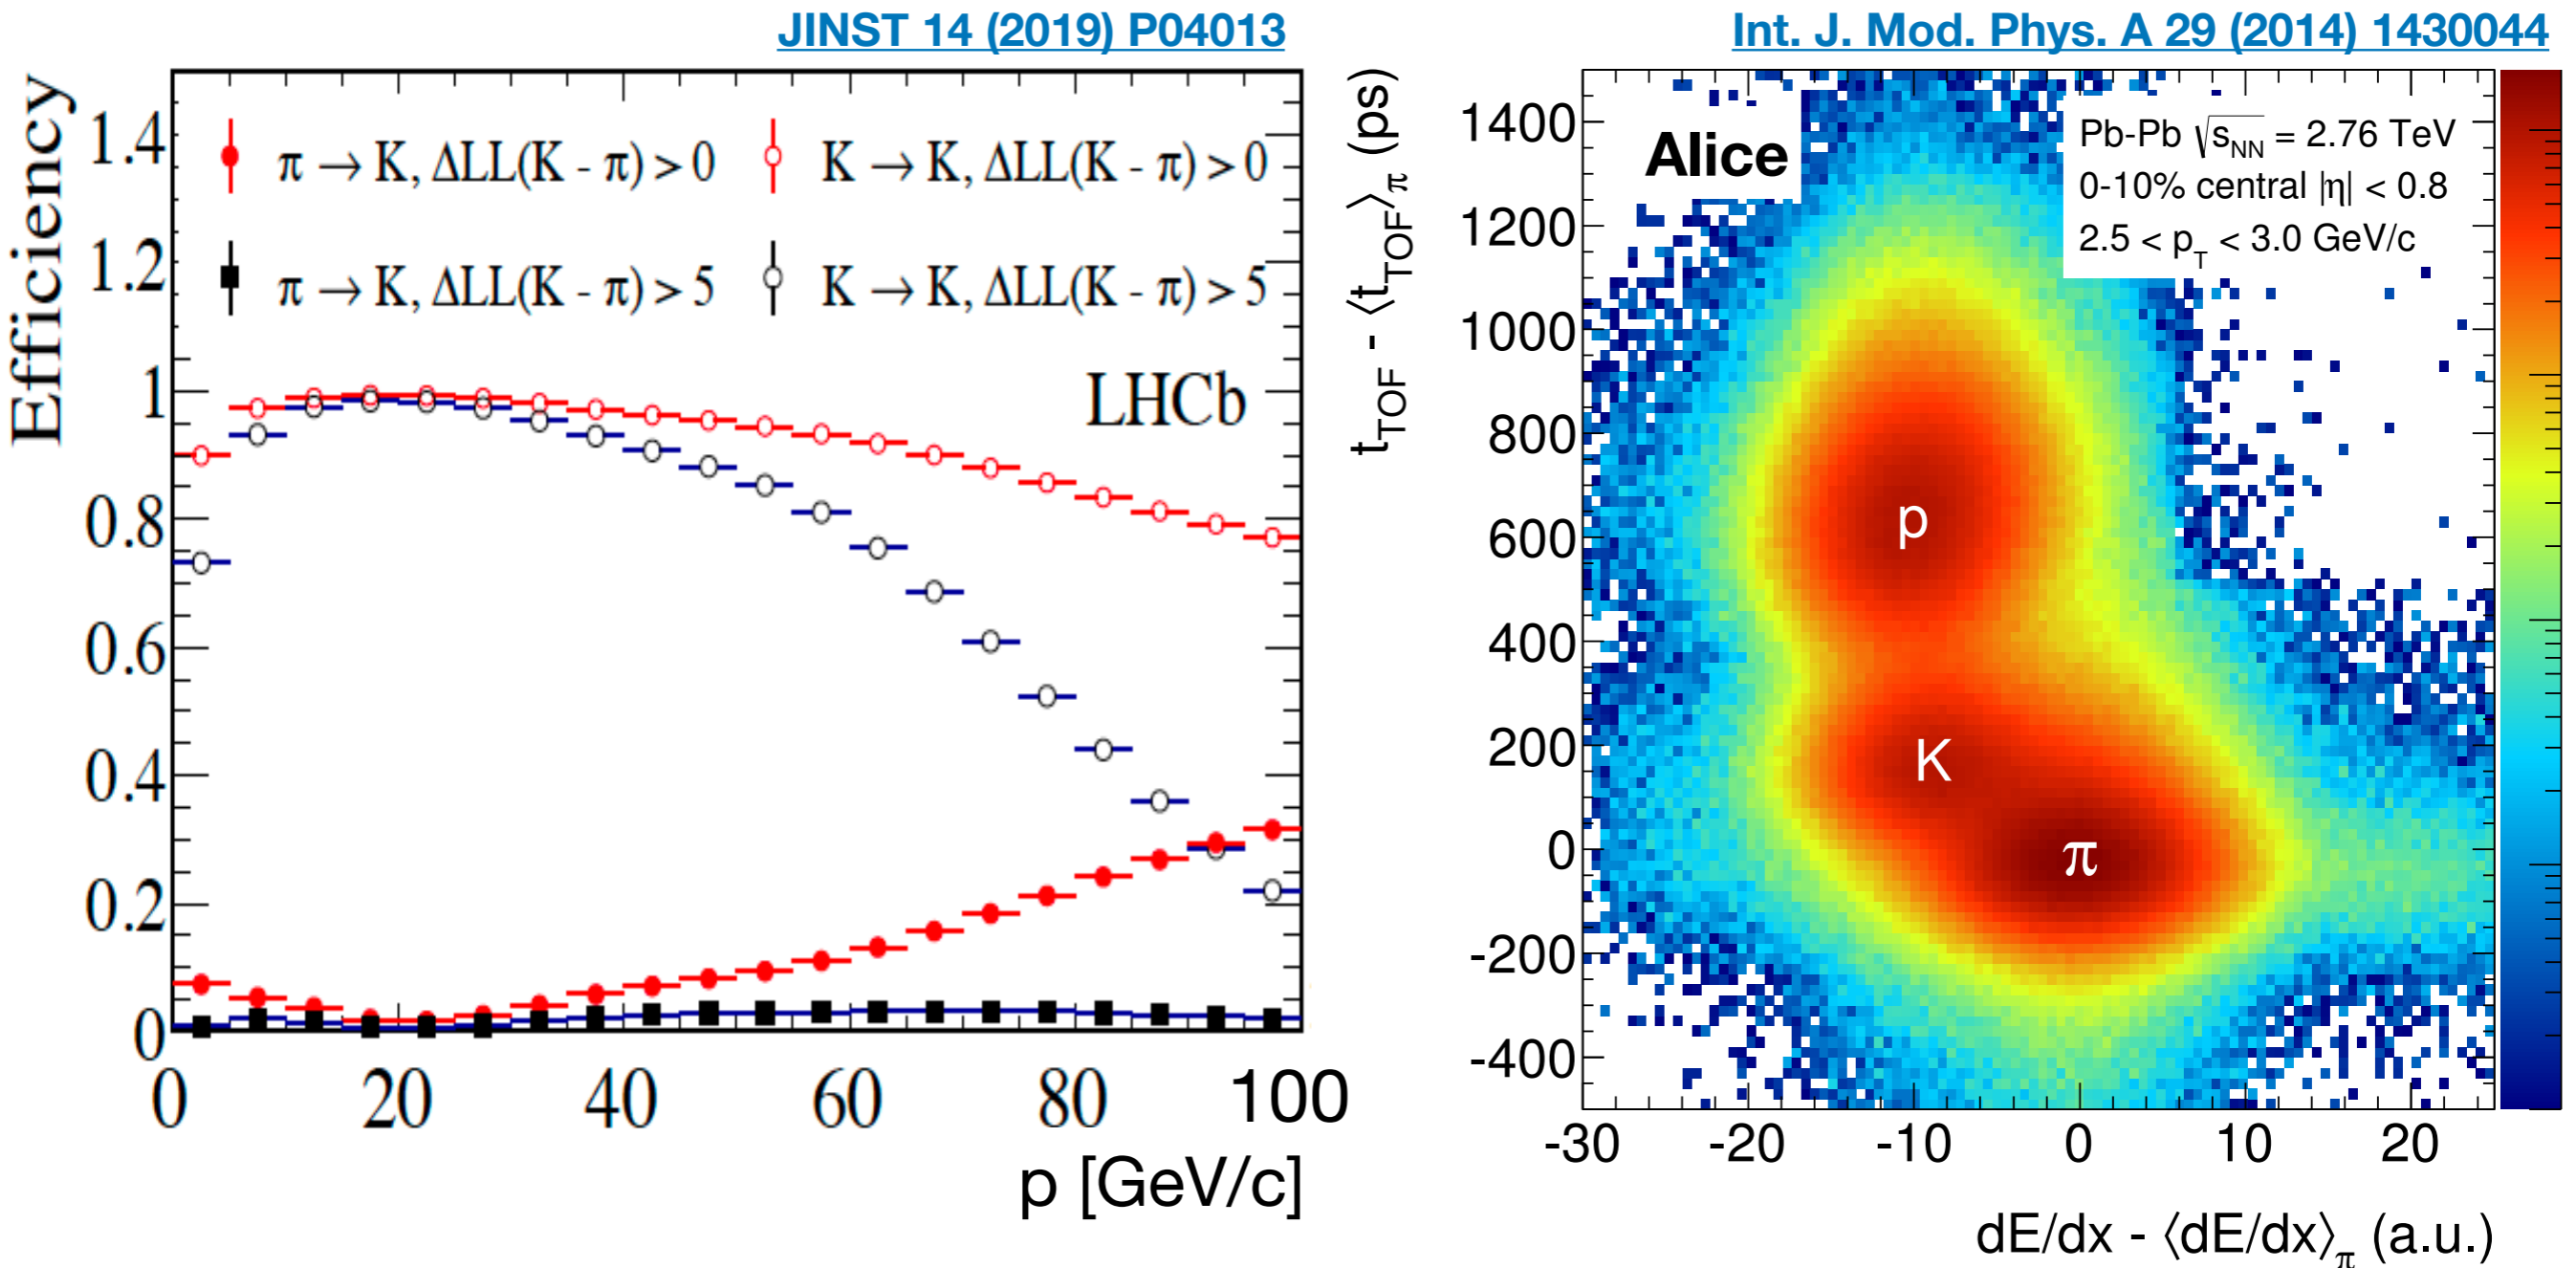 JINST 14 (2019) P04013
Efficiency
1.4
1.2
1
0.8
0.6
0.4
0.2
0
π → K, ΔLL(K - π) > 0
K → K, ΔLL(K - π) > 0
π → K, ΔLL(K - π) > 5
K → K, ΔLL(K - π) > 5
LHCb
0 20 40 60 80 100
p [GeV/c]
Int. J. Mod. Phys. A 29 (2014) 1430044
t_TOF - ⟨t_TOF⟩_π (ps)
1400
1200
1000
800
600
400
200
0
-200
-400
Alice
Pb-Pb √s_NN = 2.76 TeV
0-10% central |η| < 0.8
2.5 < p_T < 3.0 GeV/c
p
K
π
-30 -20 -10 0 10 20
dE/dx - ⟨dE/dx⟩_π (a.u.)